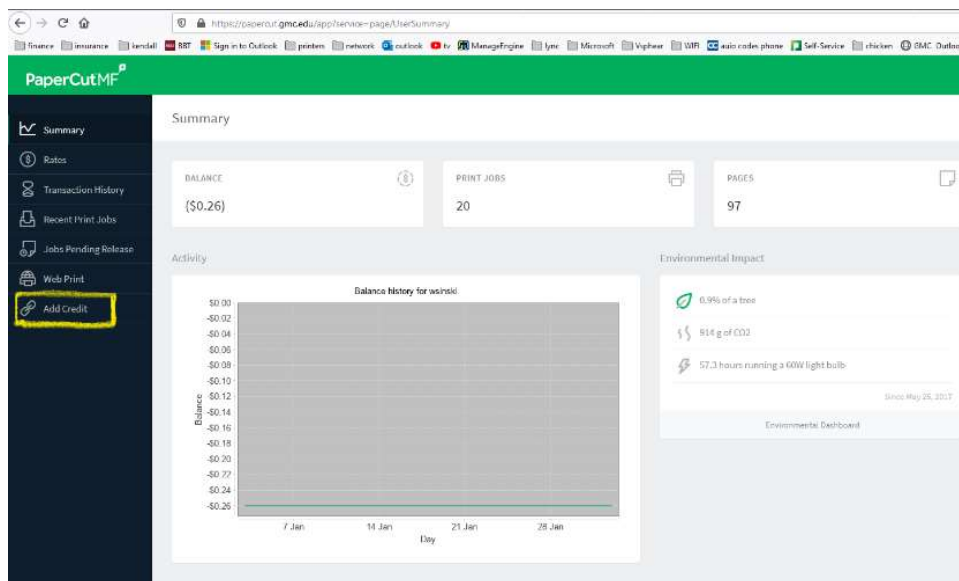 https://papercut.gmc.edu/app?service=page/UserSummary
finance insurance kendall BBT Sign in to Outlook printers network outlook tv ManageEngine lync Microsoft Vsphear WIFI auio codes phone Self-Service chicken GMC Outloo
PaperCutMF
Summary
Rates
Transaction History
Recent Print Jobs
Jobs Pending Release
Web Print
Add Credit
Summary
BALANCE
($0.26)
PRINT JOBS
20
PAGES
97
Activity
Balance history for wsinski
$0.00
-$0.02
-$0.04
$0.06
-$0.08
-$0.10
-$0.12
-$0.14
-$0.16
-$0.18
-$0.20
-$0.22
$0.24
-$0.26
Balance
7 Jan 14 Jan 21 Jan 28 Jan
Day
Environmental Impact
0.9% of a tree
914 g of CO2
57.3 hours running a 60W light bulb
Since May 25, 2017
Environmental Dashboard